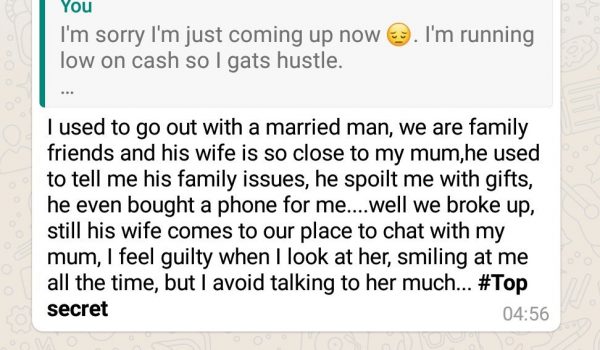 You
I'm sorry I'm just coming up now 😔. I'm running
low on cash so I gats hustle.
...
I used to go out with a married man, we are family
friends and his wife is so close to my mum,he used
to tell me his family issues, he spoilt me with gifts,
he even bought a phone for me....well we broke up,
still his wife comes to our place to chat with my
mum, I feel guilty when I look at her, smiling at me
all the time, but I avoid talking to her much... #Top
secret
04:56